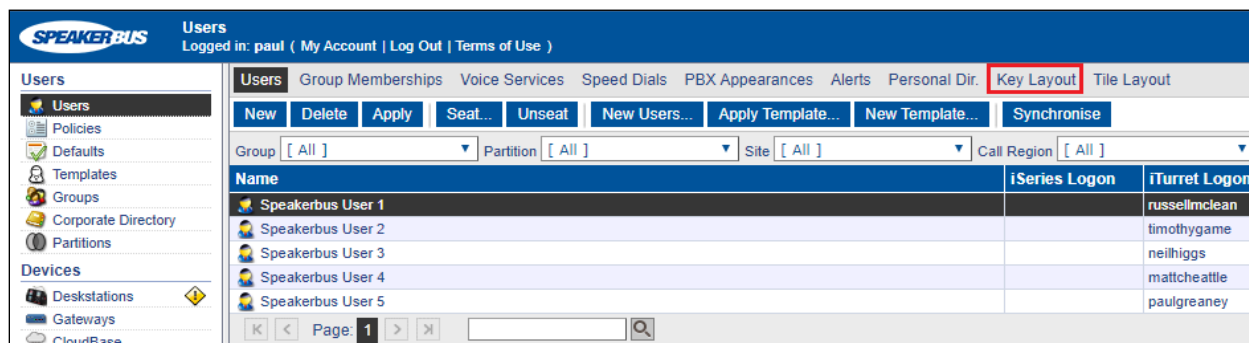 SPEAKERBUS
Users
Logged in: paul ( My Account | Log Out | Terms of Use )
Users
Users
Policies
Defaults
Templates
Groups
Corporate Directory
Partitions
Devices
Deskstations
Gateways
CloudBase
Users Group Memberships Voice Services Speed Dials PBX Appearances Alerts Personal Dir. Key Layout Tile Layout
New Delete Apply Seat... Unseat New Users... Apply Template... New Template... Synchronise
Group [ All ] Partition [ All ] Site [ All ] Call Region [ All ]
Name iSeries Logon iTurret Logon
Speakerbus User 1 russellmclean
Speakerbus User 2 timothygame
Speakerbus User 3 neilhiggs
Speakerbus User 4 mattcheattle
Speakerbus User 5 paulgreaney
Page: 1